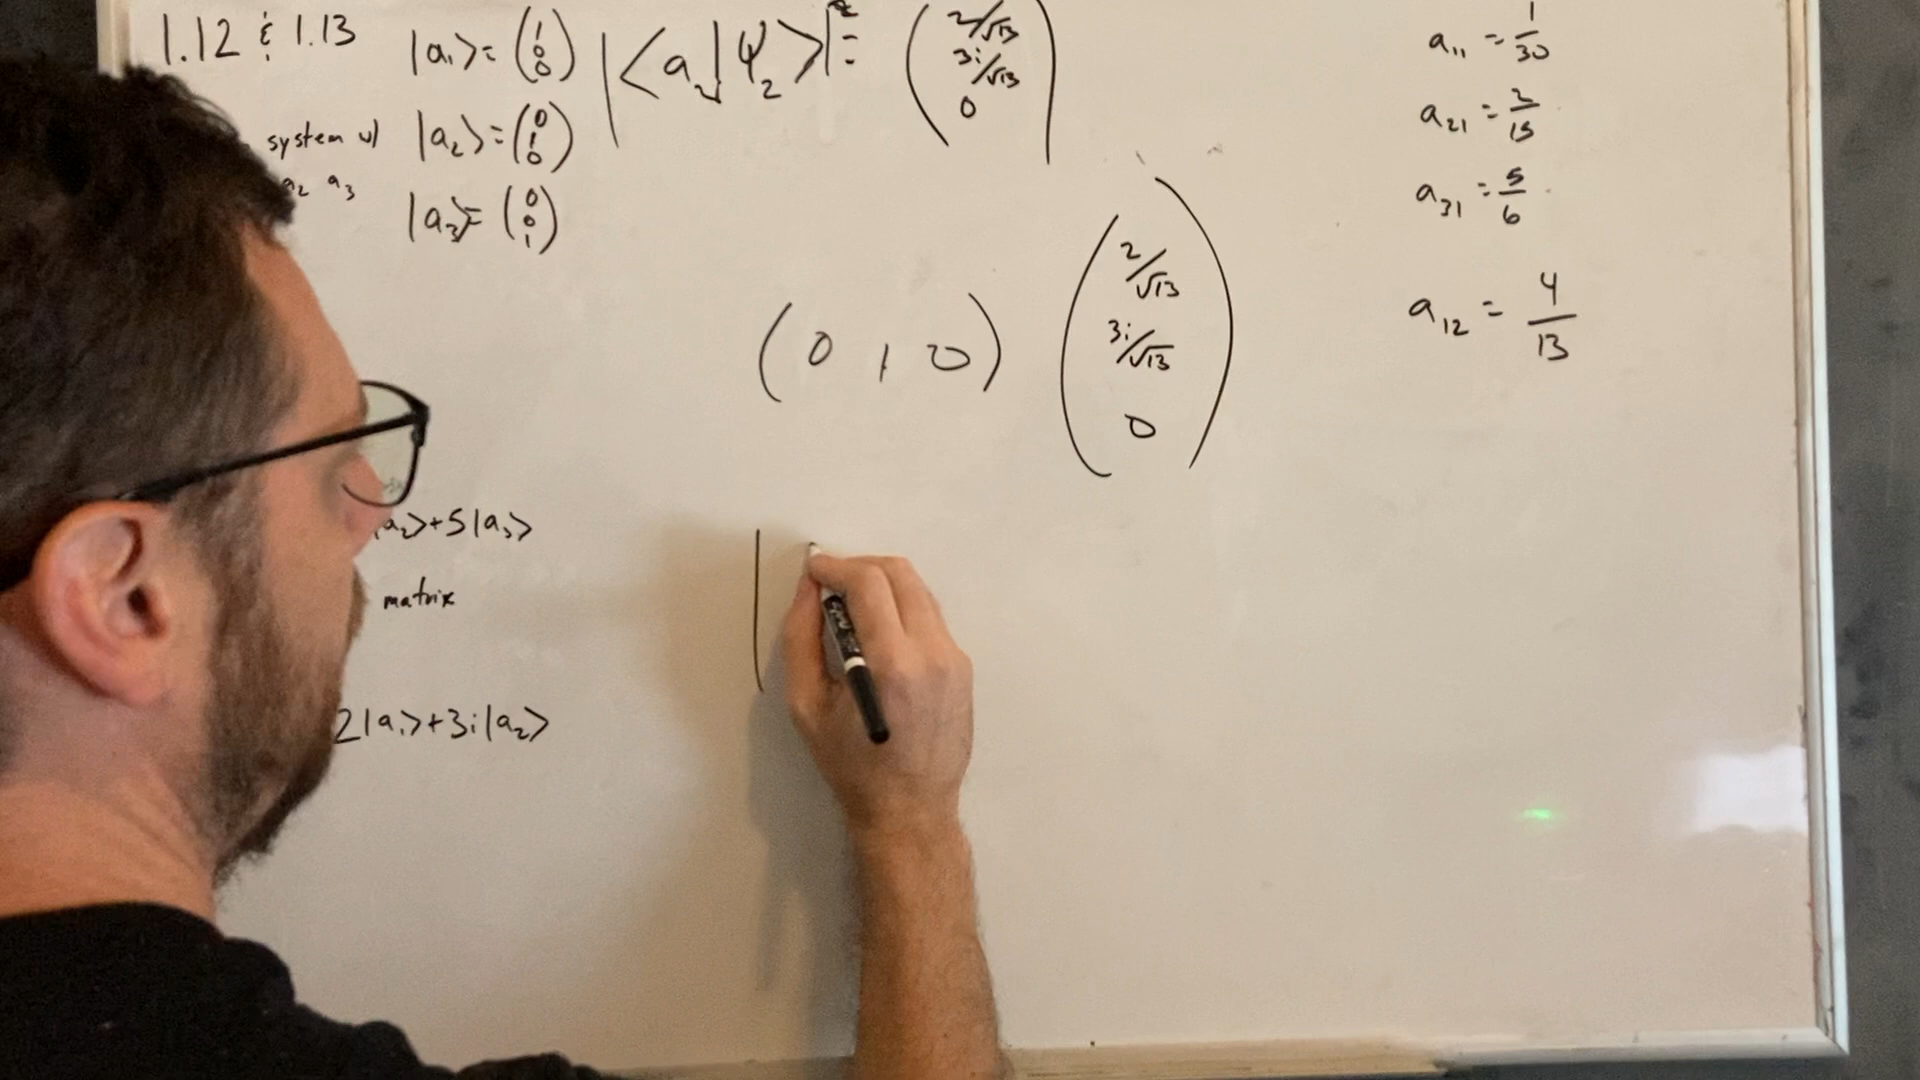 1.12 & 1.13
|a₁> = (1 0 0)
|<a₂|ψ₂>|² =
(2/√13 3i/√13 0)
system w/
|a₂> = (0 1 0)
a₂ a₃
|a₃> = (0 0 1)
(0 1 0) (2/√13 3i/√13 0)
a₂>+5|a₃>
matrix
2|a₁>+3i|a₂>
a₁₁ = 1/30
a₂₁ = 2/15
a₃₁ = 5/6
a₁₂ = 4/13